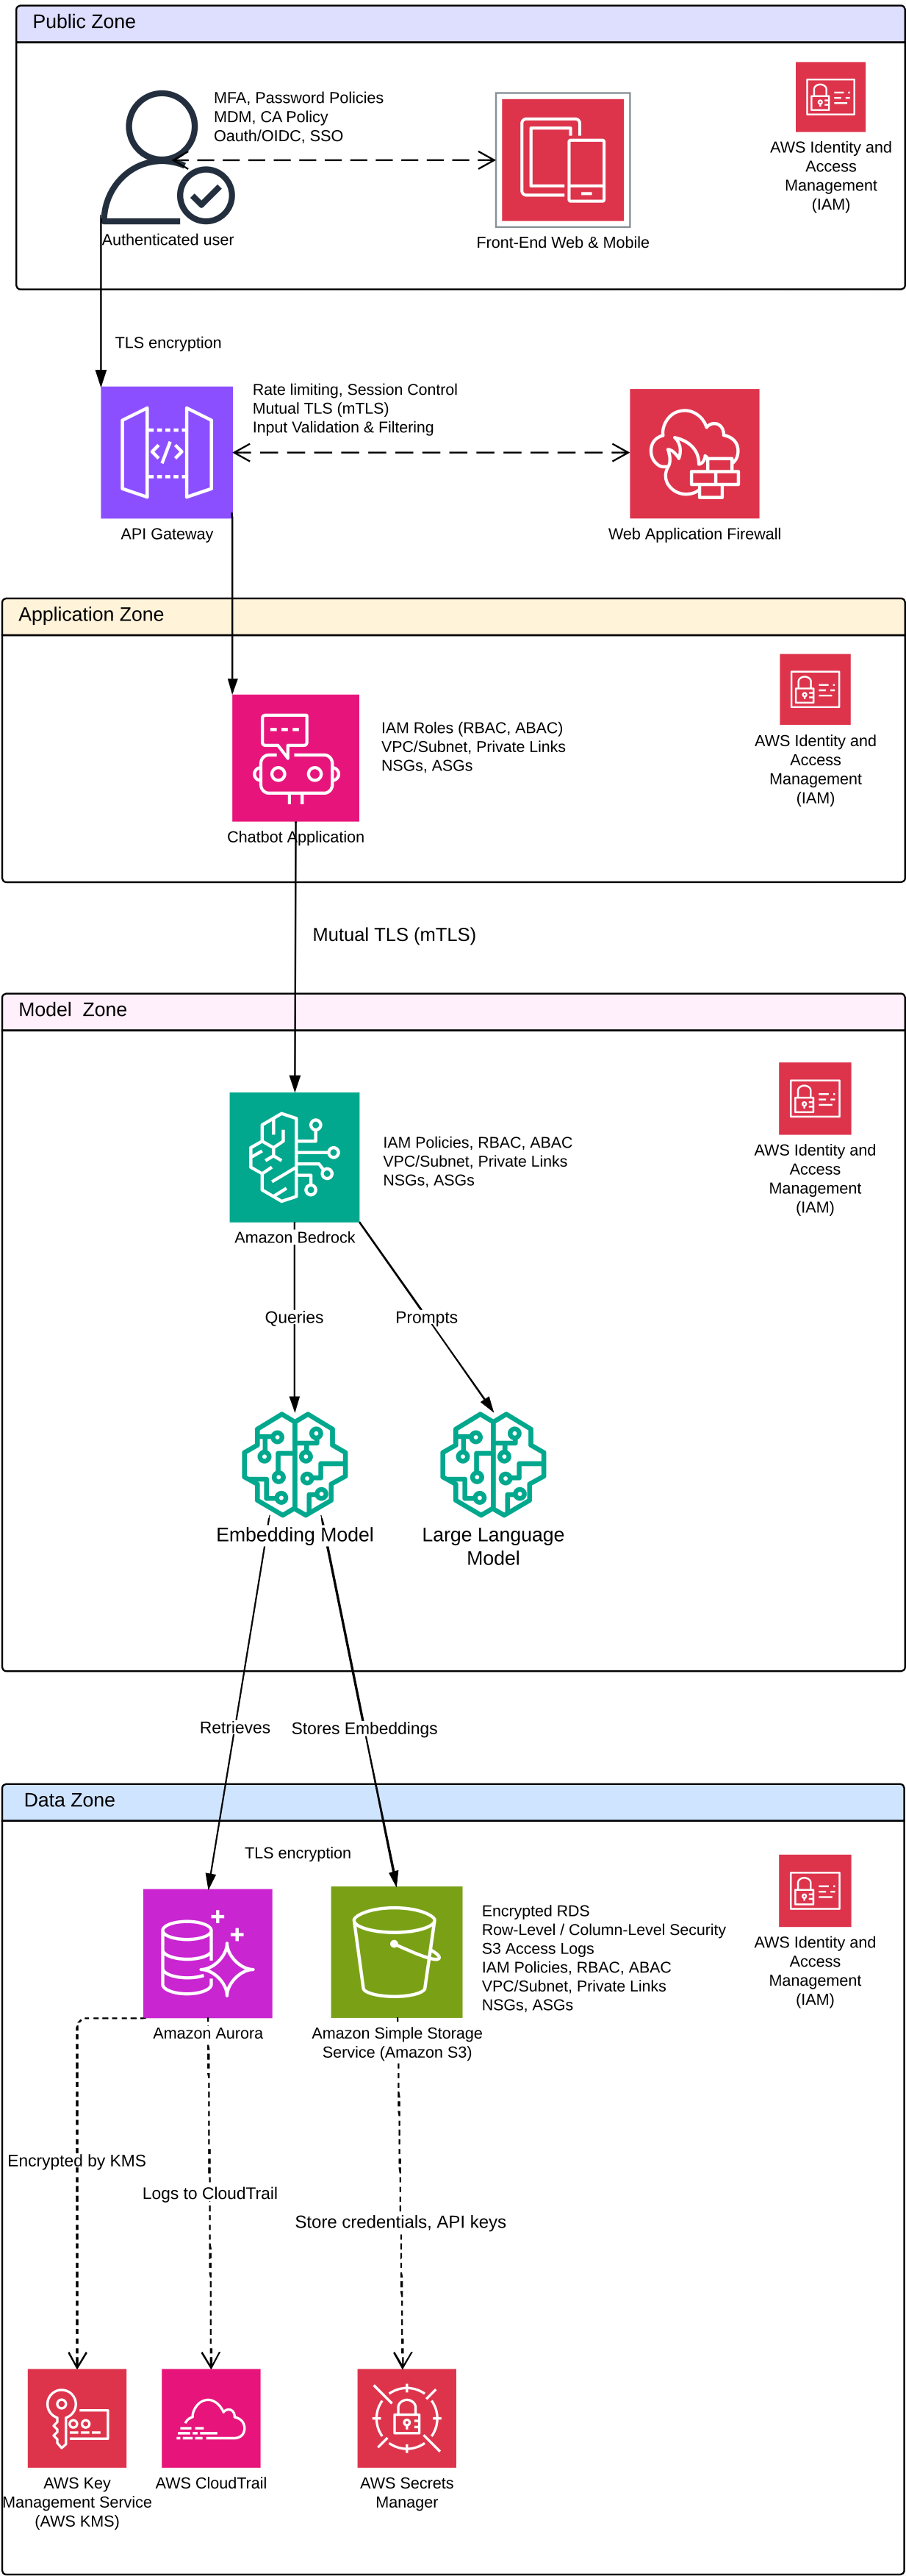 Public Zone
MFA, Password Policies
MDM, CA Policy
Oauth/OIDC, SSO
Authenticated user
Front-End Web & Mobile
AWS Identity and
Access
Management
(IAM)
TLS encryption
Rate limiting, Session Control
Mutual TLS (mTLS)
Input Validation & Filtering
API Gateway
Web Application Firewall
Application Zone
IAM Roles (RBAC, ABAC)
VPC/Subnet, Private Links
NSGs, ASGs
Chatbot Application
AWS Identity and
Access
Management
(IAM)
Mutual TLS (mTLS)
Model Zone
IAM Policies, RBAC, ABAC
VPC/Subnet, Private Links
NSGs, ASGs
Amazon Bedrock
AWS Identity and
Access
Management
(IAM)
Queries
Prompts
Embedding Model
Large Language
Model
Retrieves
Stores Embeddings
Data Zone
TLS encryption
Encrypted RDS
Row-Level / Column-Level Security
S3 Access Logs
IAM Policies, RBAC, ABAC
VPC/Subnet, Private Links
NSGs, ASGs
AWS Identity and
Access
Management
(IAM)
Amazon Aurora
Amazon Simple Storage
Service (Amazon S3)
Encrypted by KMS
Logs to CloudTrail
Store credentials, API keys
AWS Key
Management Service
(AWS KMS)
AWS CloudTrail
AWS Secrets
Manager